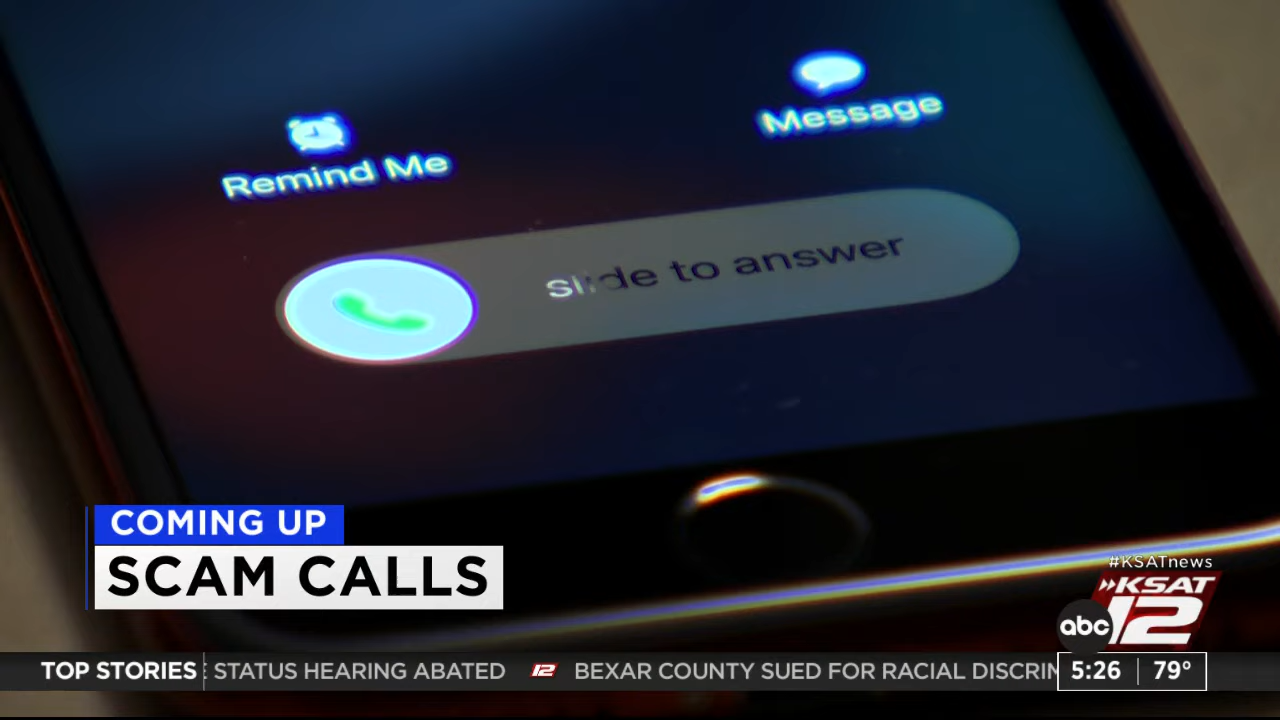 Remind Me
Message
slide to answer
COMING UP
SCAM CALLS
#KSATnews
KSAT
abc 12
TOP STORIES STATUS HEARING ABATED 12 BEXAR COUNTY SUED FOR RACIAL DISCRIM 5:26 79°